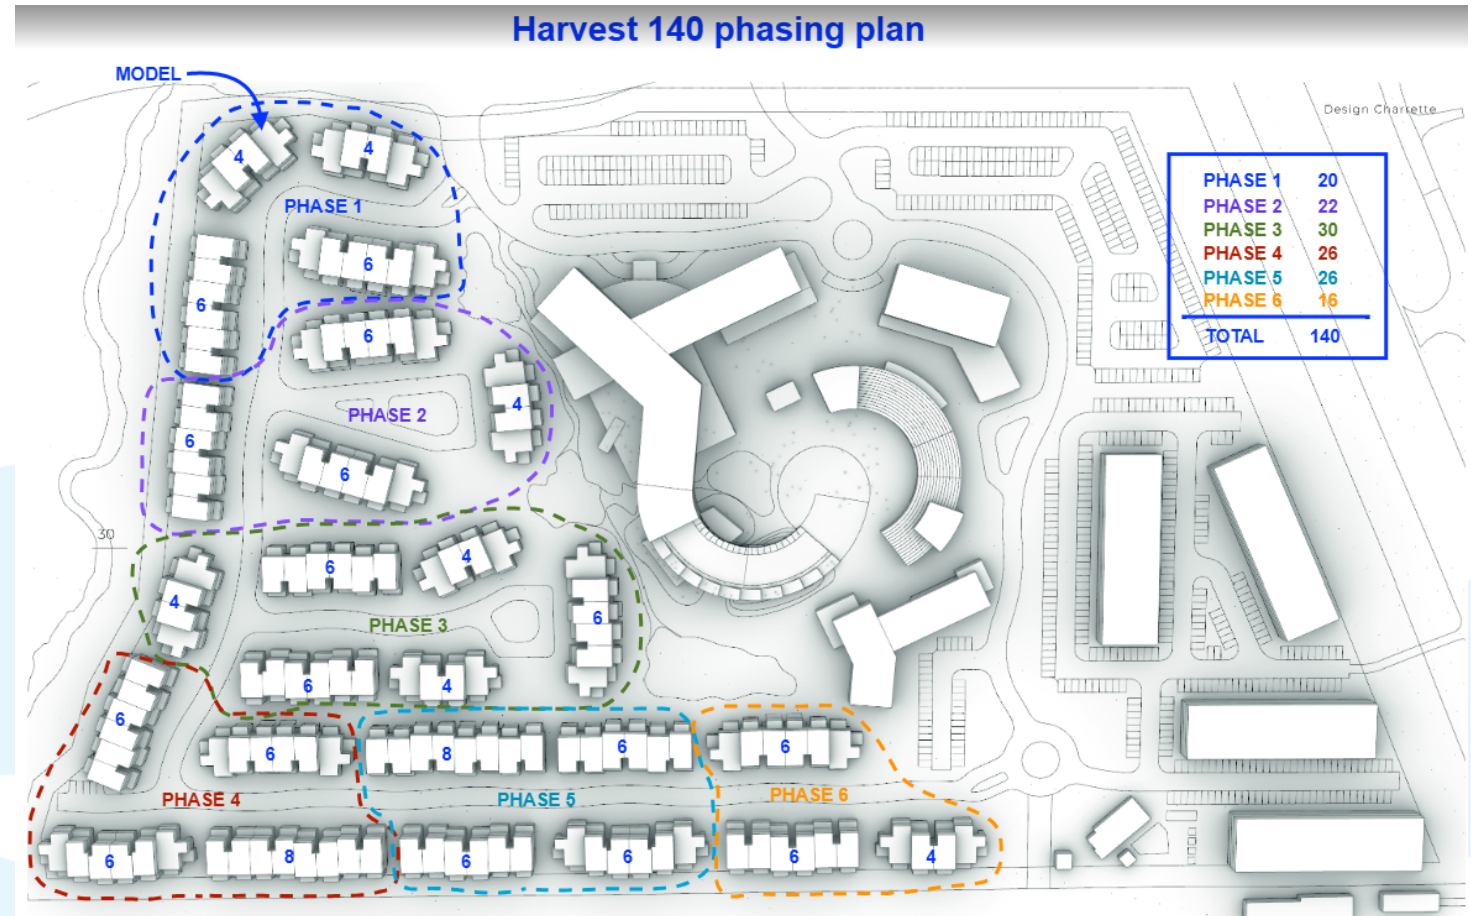 Harvest 140 phasing plan
MODEL
Design Charrette
4
4
PHASE 1
6
6
PHASE 1 20
PHASE 2 22
PHASE 3 30
PHASE 4 26
PHASE 5 26
PHASE 6 16
TOTAL 140
6
4
PHASE 2
6
6
30
6
4
4
6
PHASE 3
6
4
6
6
8
6
6
PHASE 4
PHASE 5
PHASE 6
6
8
6
6
6
4